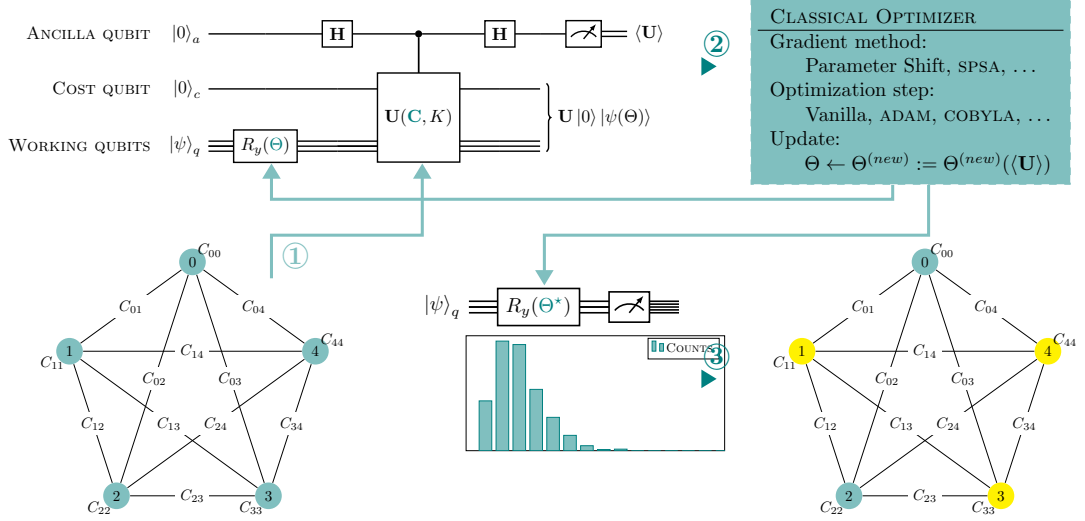 ANCILLA QUBIT |0⟩a H H ⟨U⟩
②
COST QUBIT |0⟩c U(C, K) U |0⟩ |ψ(Θ)⟩
WORKING QUBITS |ψ⟩q Ry(Θ)
CLASSICAL OPTIMIZER
Gradient method:
Parameter Shift, SPSA, …
Optimization step:
Vanilla, ADAM, COBYLA, …
Update:
Θ ← Θ(new) := Θ(new)(⟨U⟩)
①
C00
0
C01 C04
C44
1 4
C11 C14
C02 C03
C12 C13 C24 C34
2 3
C22 C23 C33
|ψ⟩q Ry(Θ*)
COUNTS
③
C00
0
C01 C04
C44
1 4
C11 C14
C02 C03
C12 C13 C24 C34
2 3
C22 C23 C33